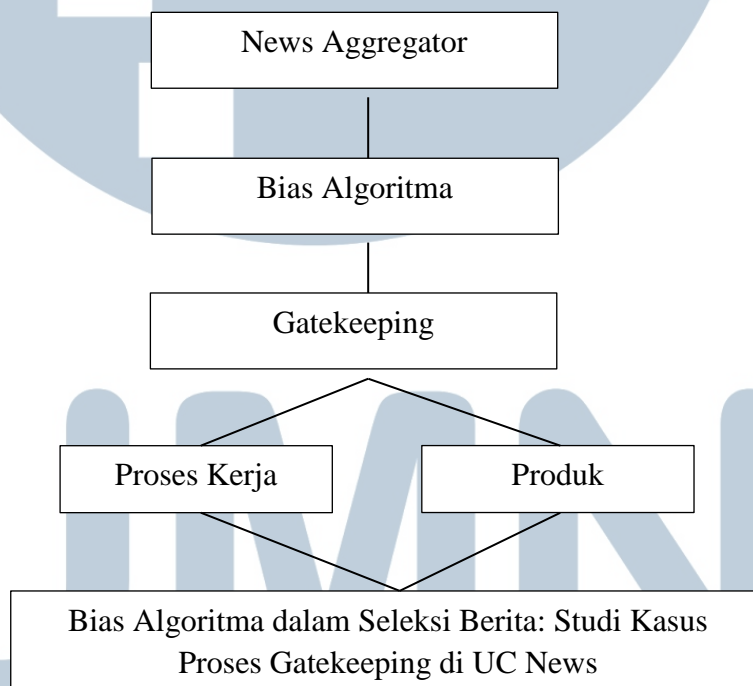 News Aggregator
Bias Algoritma
Gatekeeping
Proses Kerja
Produk
Bias Algoritma dalam Seleksi Berita: Studi Kasus
Proses Gatekeeping di UC News